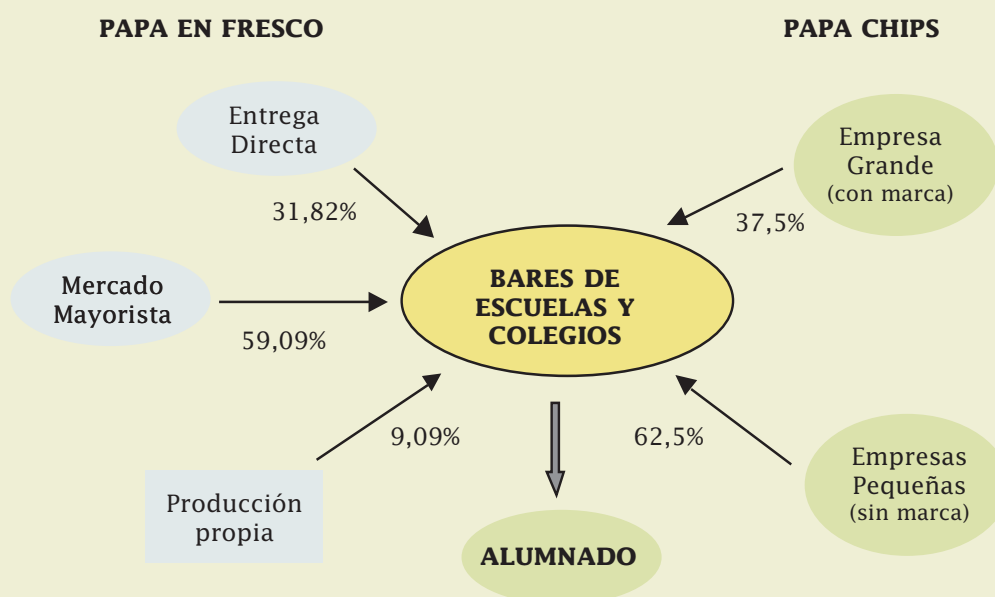 PAPA EN FRESCO
PAPA CHIPS
Entrega
Directa
31,82%
Mercado
Mayorista
59,09%
Producción
propia
9,09%
BARES DE
ESCUELAS Y
COLEGIOS
Empresa
Grande
(con marca)
37,5%
Empresas
Pequeñas
(sin marca)
62,5%
ALUMNADO